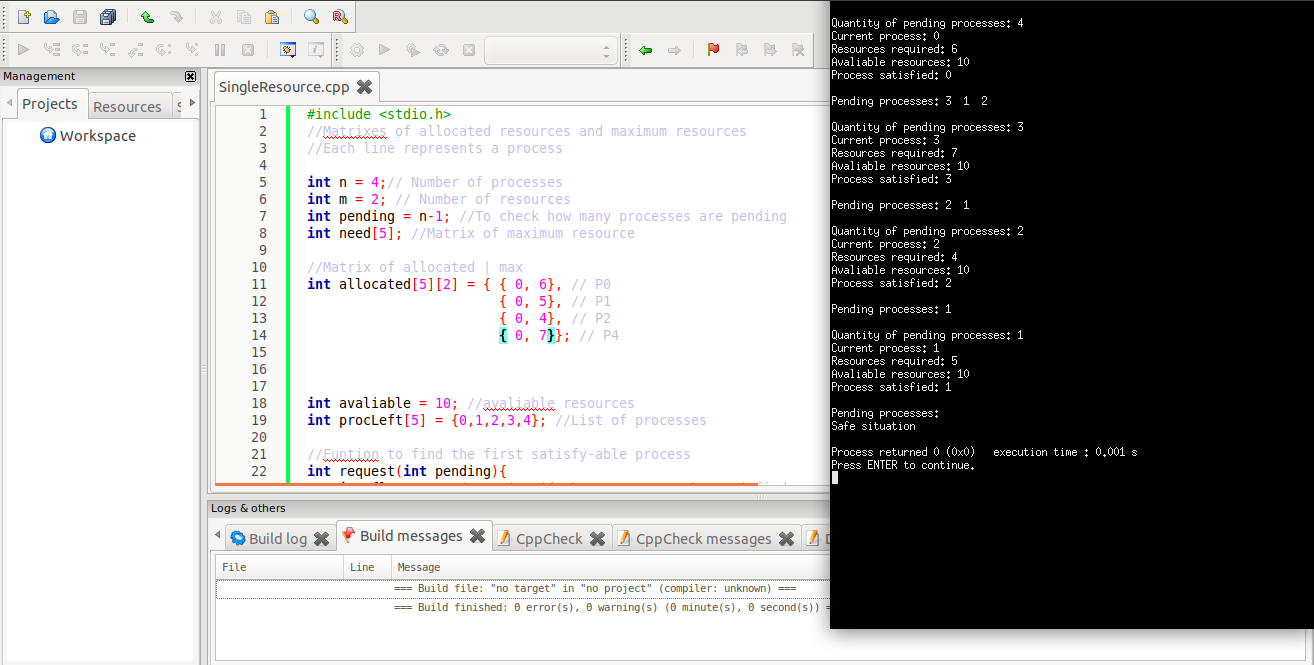 Management
Projects
Resources
Workspace
SingleResource.cpp
1 #include <stdio.h>
2 //Matrixes of allocated resources and maximum resources
3 //Each line represents a process
4
5 int n = 4;// Number of processes
6 int m = 2; // Number of resources
7 int pending = n-1; //To check how many processes are pending
8 int need[5]; //Matrix of maximum resource
9
10 //Matrix of allocated | max
11 int allocated[5][2] = { { 0, 6}, // P0
12 { 0, 5}, // P1
13 { 0, 4}, // P2
14 { 0, 7}}; // P4
15
16
17
18 int avaliable = 10; //avaliable resources
19 int procLeft[5] = {0,1,2,3,4}; //List of processes
20
21 //Funtion to find the first satisfy-able process
22 int request(int pending){
Logs & others
Build log
Build messages
CppCheck
CppCheck messages
File Line Message
=== Build file: "no target" in "no project" (compiler: unknown) ===
=== Build finished: 0 error(s), 0 warning(s) (0 minute(s), 0 second(s)) =
Quantity of pending processes: 4
Current process: 0
Resources required: 6
Avaliable resources: 10
Process satisfied: 0
Pending processes: 3 1 2
Quantity of pending processes: 3
Current process: 3
Resources required: 7
Avaliable resources: 10
Process satisfied: 3
Pending processes: 2 1
Quantity of pending processes: 2
Current process: 2
Resources required: 4
Avaliable resources: 10
Process satisfied: 2
Pending processes: 1
Quantity of pending processes: 1
Current process: 1
Resources required: 5
Avaliable resources: 10
Process satisfied: 1
Pending processes:
Safe situation
Process returned 0 (0x0) execution time : 0.001 s
Press ENTER to continue.